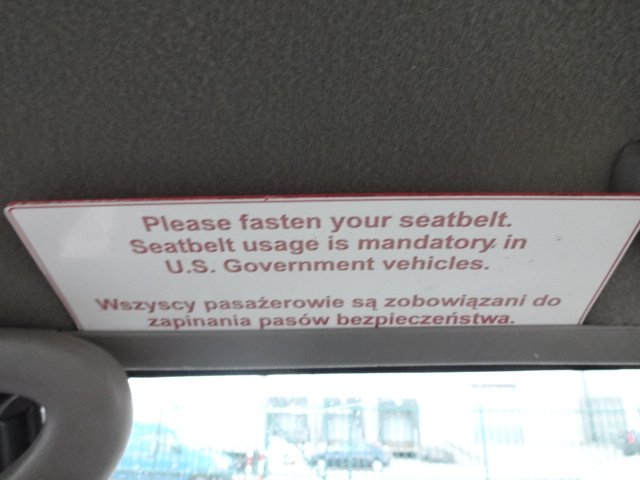 Please fasten your seatbelt.
Seatbelt usage is mandatory in
U.S. Government vehicles.
Wszyscy pasażerowie są zobowiązani do
zapinania pasów bezpieczeństwa.